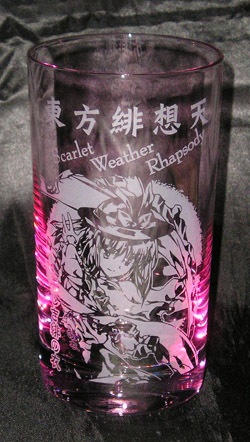 東方緋想天
Scarlet Weather Rhapsody